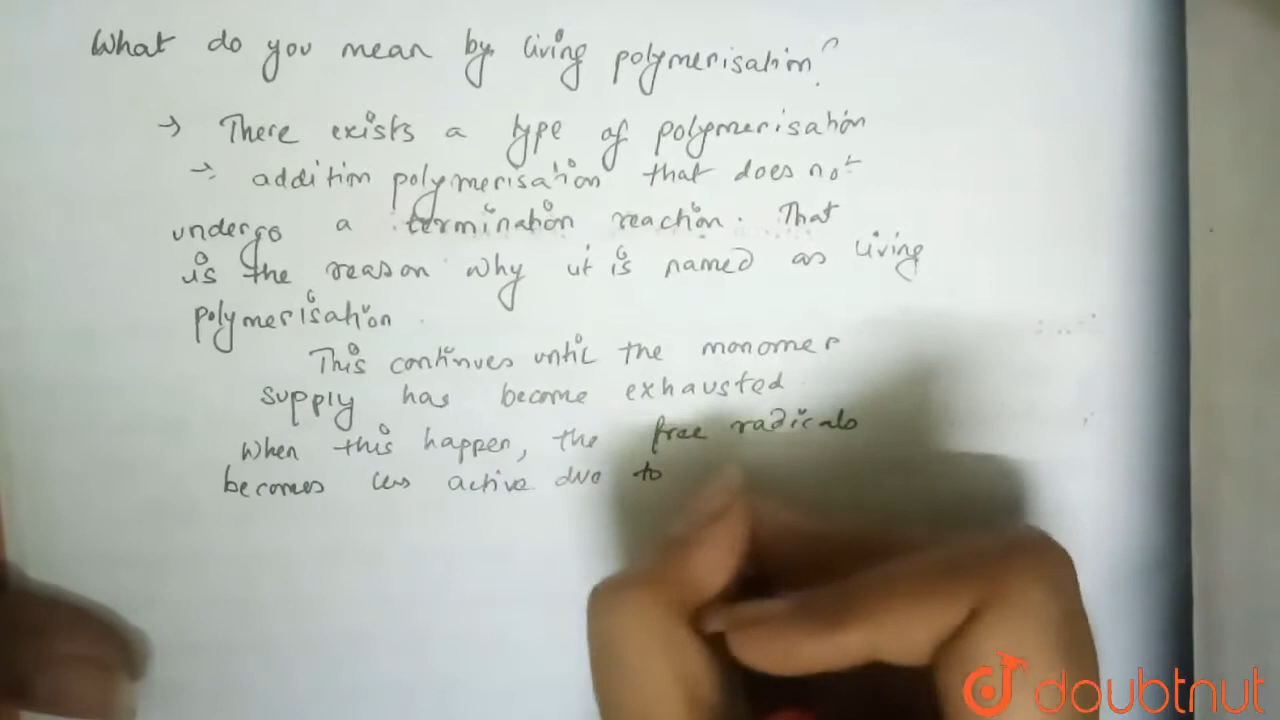 What do you mean by living polymerisation?
→ There exists a type of polymerisation
→ addition polymerisation that does not
undergo a termination reaction. That
is the reason why it is named as living
polymerisation.
This continues until the monomer
supply has become exhausted
When this happen, the free radicals
becomes less active due to
doubtnut